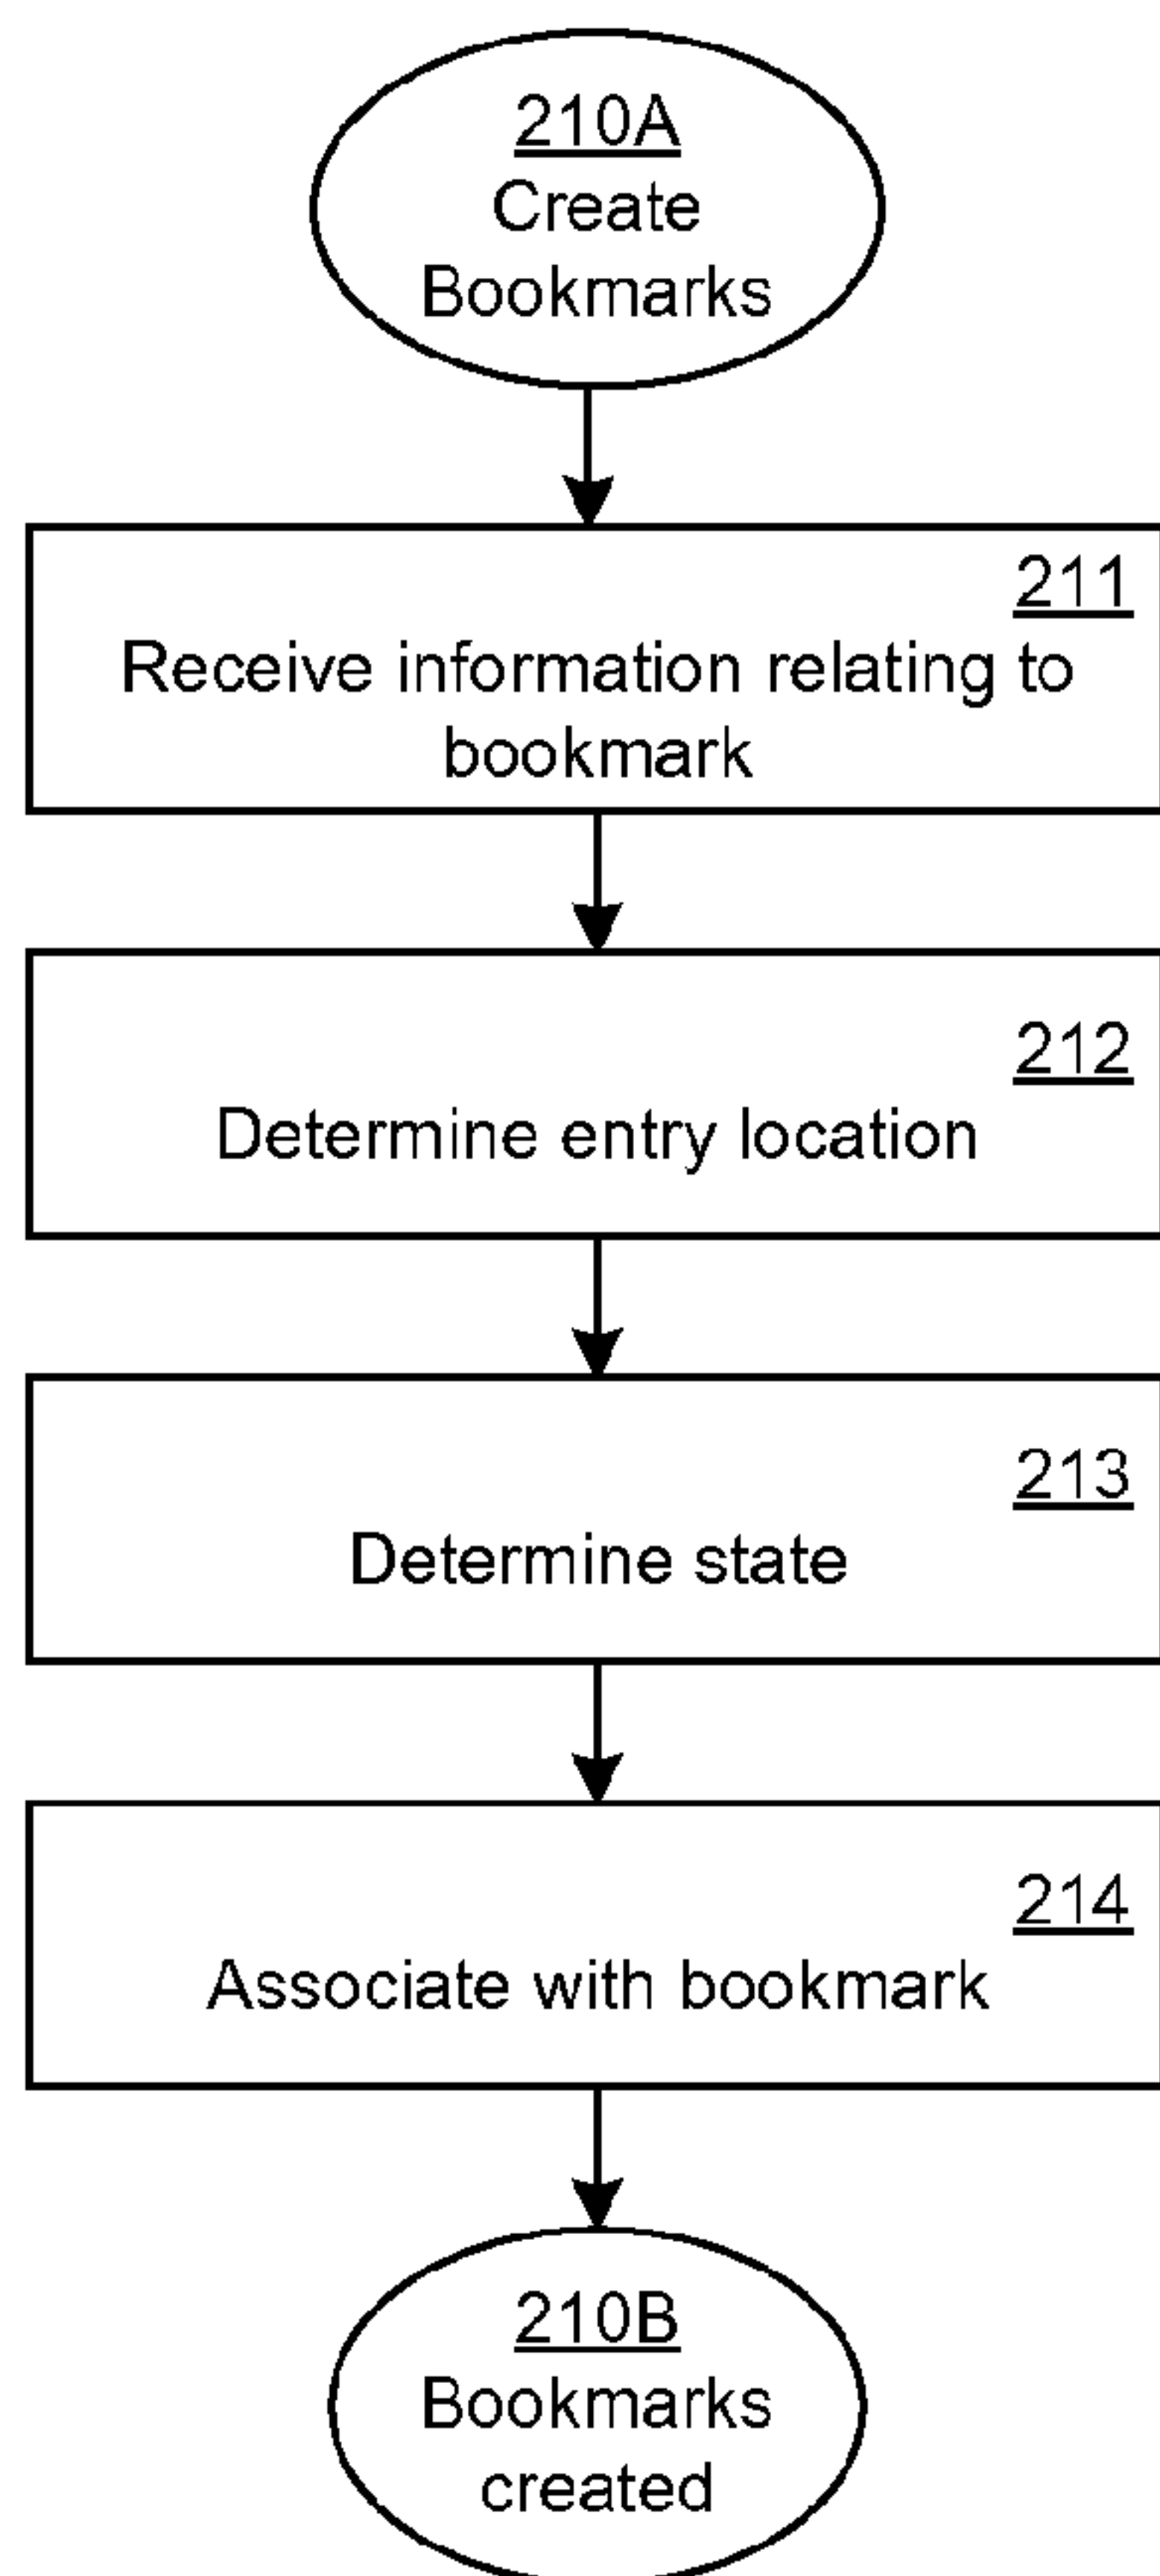 210A
Create
Bookmarks
211
Receive information relating to
bookmark
212
Determine entry location
213
Determine state
214
Associate with bookmark
210B
Bookmarks
created